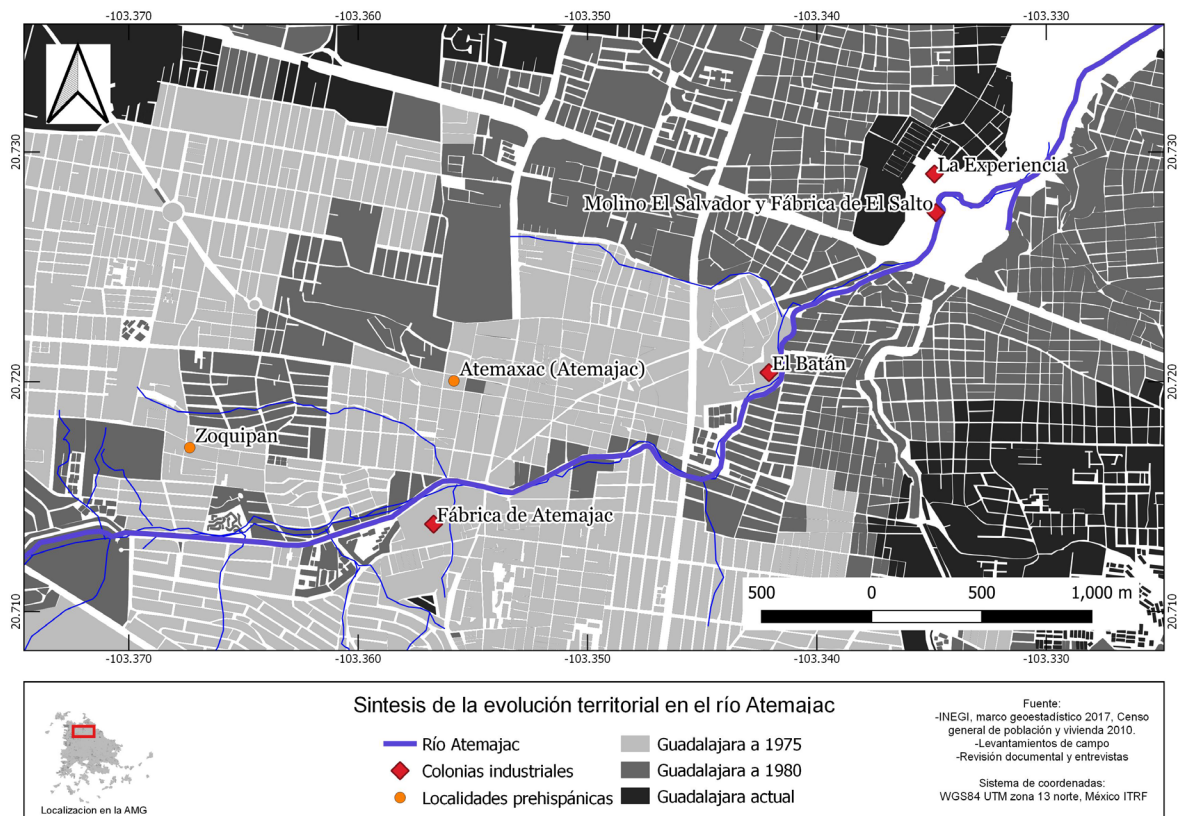 -103.370
-103.360
-103.350
-103.340
-103.330
20.730
20.730
La Experiencia
Molino El Salvador y Fábrica de El Salto
20.720
Atemaxac (Atemajac)
El Batán
20.720
Zoquipan
Fábrica de Atemajac
500
0
500
1,000 m
20.710
20.710
-103.370
-103.360
-103.350
-103.340
-103.330
Sintesis de la evolución territorial en el río Atemajac
Río Atemajac
Colonias industriales
Localidades prehispánicas
Guadalajara a 1975
Guadalajara a 1980
Guadalajara actual
Localizacion en la AMG
Fuente:
-INEGI, marco geoestadístico 2017, Censo
general de población y vivienda 2010.
-Levantamientos de campo
-Revisión documental y entrevistas
Sistema de coordenadas:
WGS84 UTM zona 13 norte, México ITRF